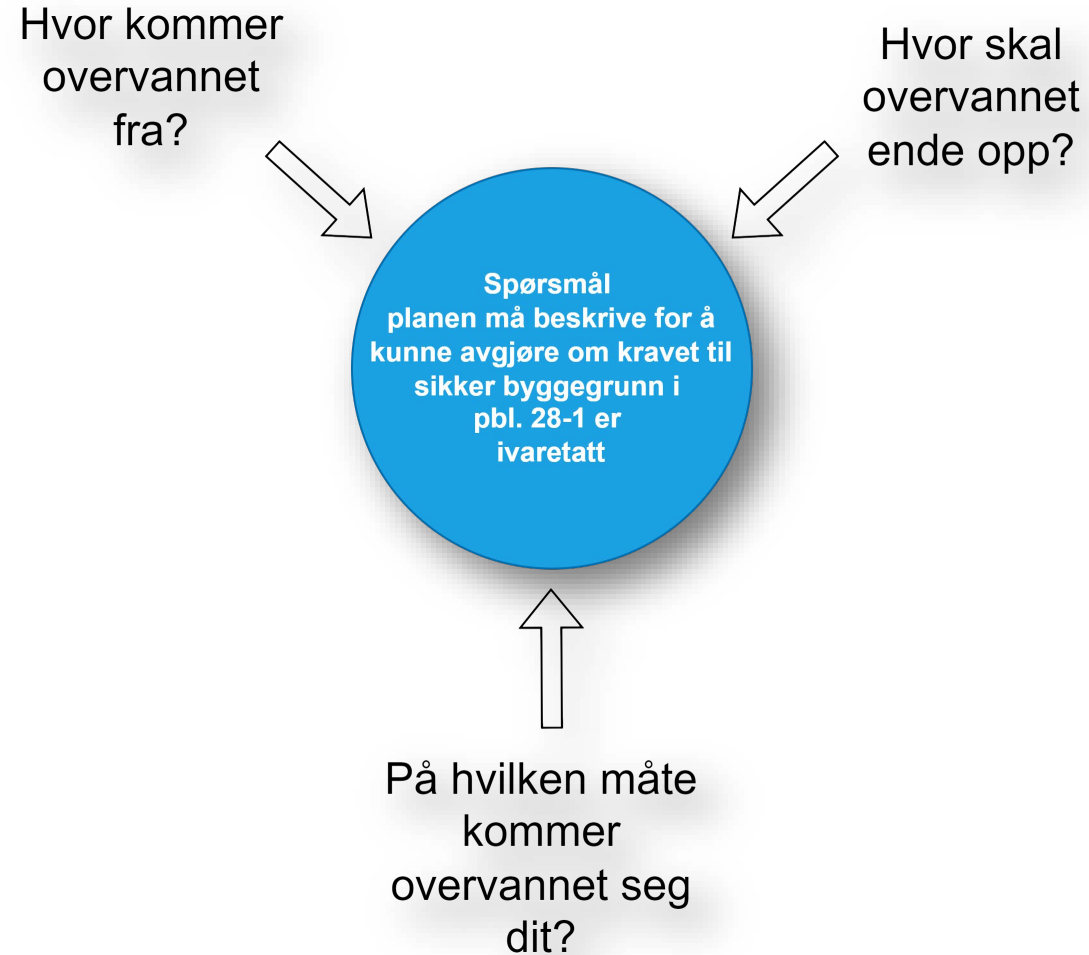 Hvor kommer
overvannet
fra?
Hvor skal
overvannet
ende opp?
Spørsmål
planen må beskrive for å
kunne avgjøre om kravet til
sikker byggegrunn i
pbl. 28-1 er
ivaretatt
På hvilken måte
kommer
overvannet seg
dit?